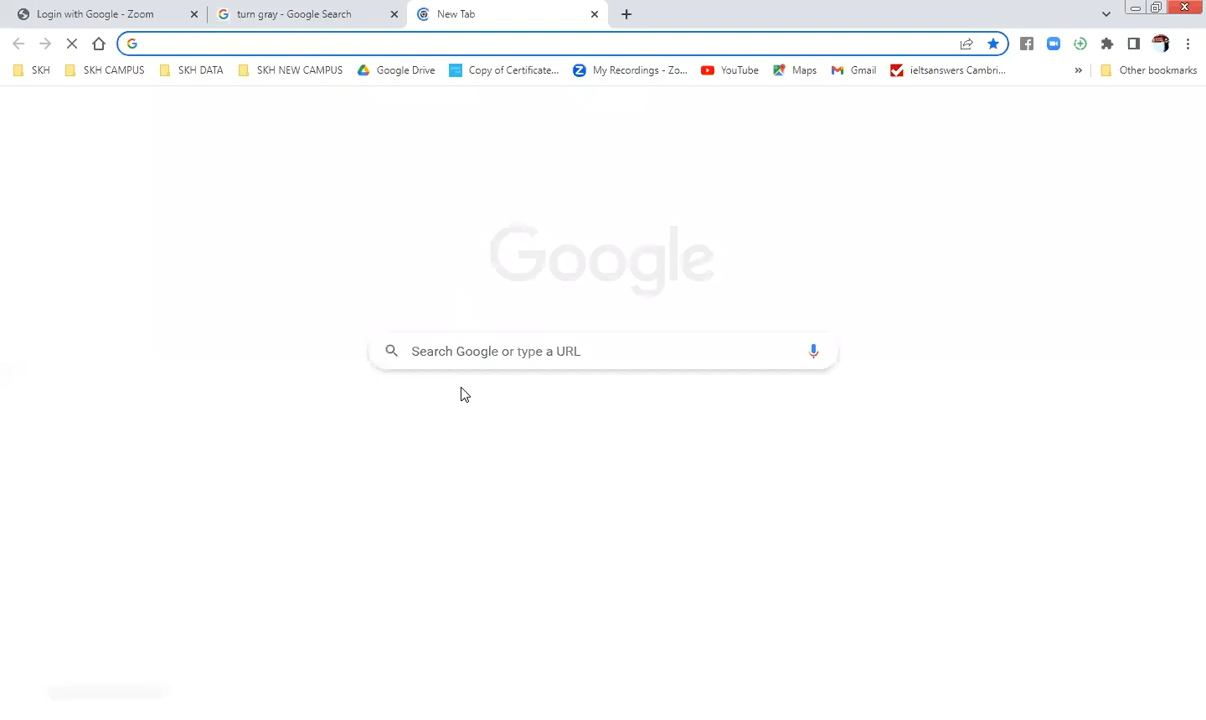 Login with Google - Zoom
turn gray - Google Search
New Tab
SKH SKH CAMPUS SKH DATA SKH NEW CAMPUS Google Drive Copy of Certificate... My Recordings - Zo... YouTube Maps Gmail ieltsanswers Cambri... » Other bookmarks
Google
Search Google or type a URL